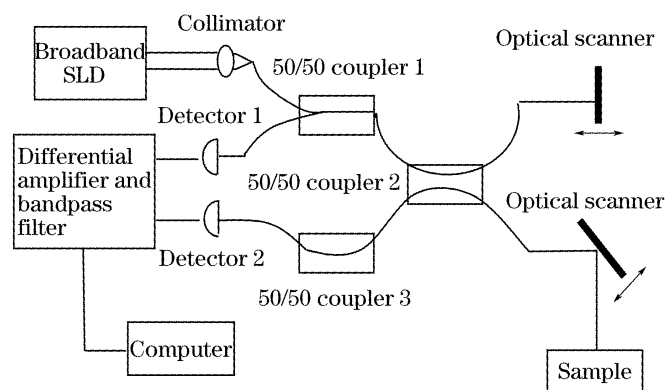 Collimator
Broadband
SLD
50/50 coupler 1
Optical scanner
Detector 1
Differential
amplifier and
bandpass
filter
50/50 coupler 2
Optical scanner
Detector 2
50/50 coupler 3
Computer
Sample